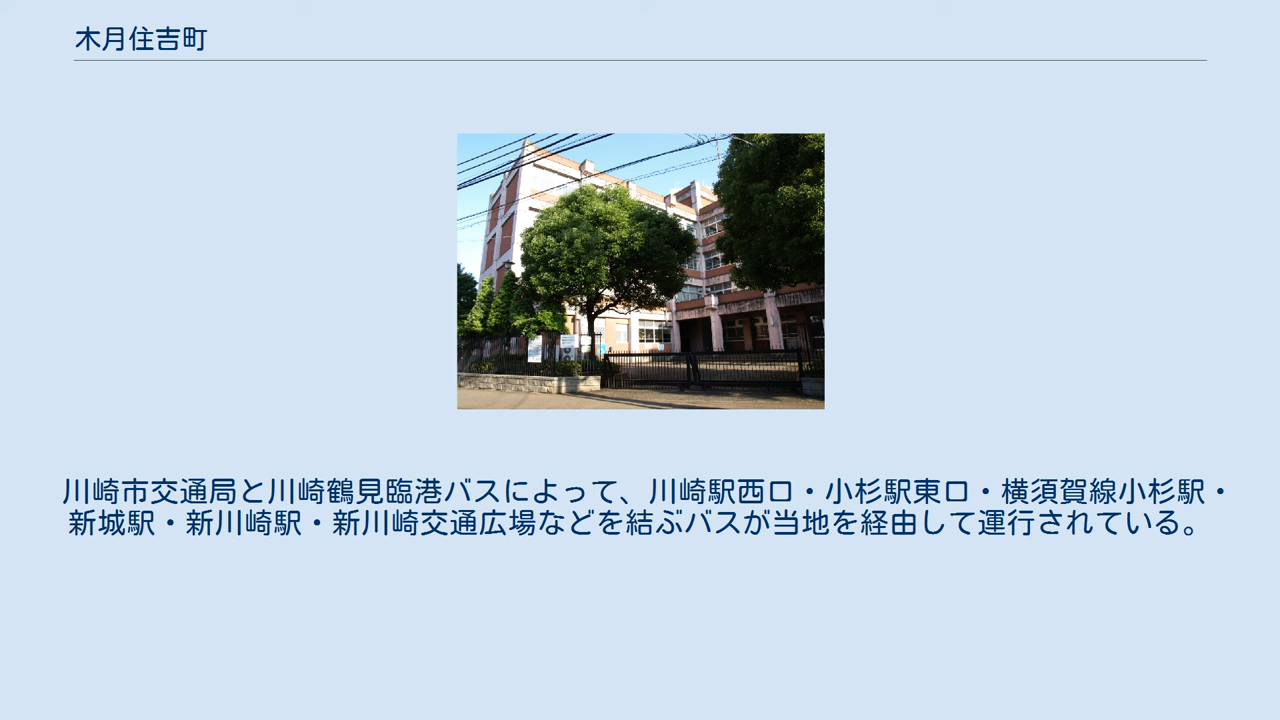 木月住吉町
川崎市交通局と川崎鶴見臨港バスによって、川崎駅西口・小杉駅東口・横須賀線小杉駅・
新城駅・新川崎駅・新川崎交通広場などを結ぶバスが当地を経由して運行されている。